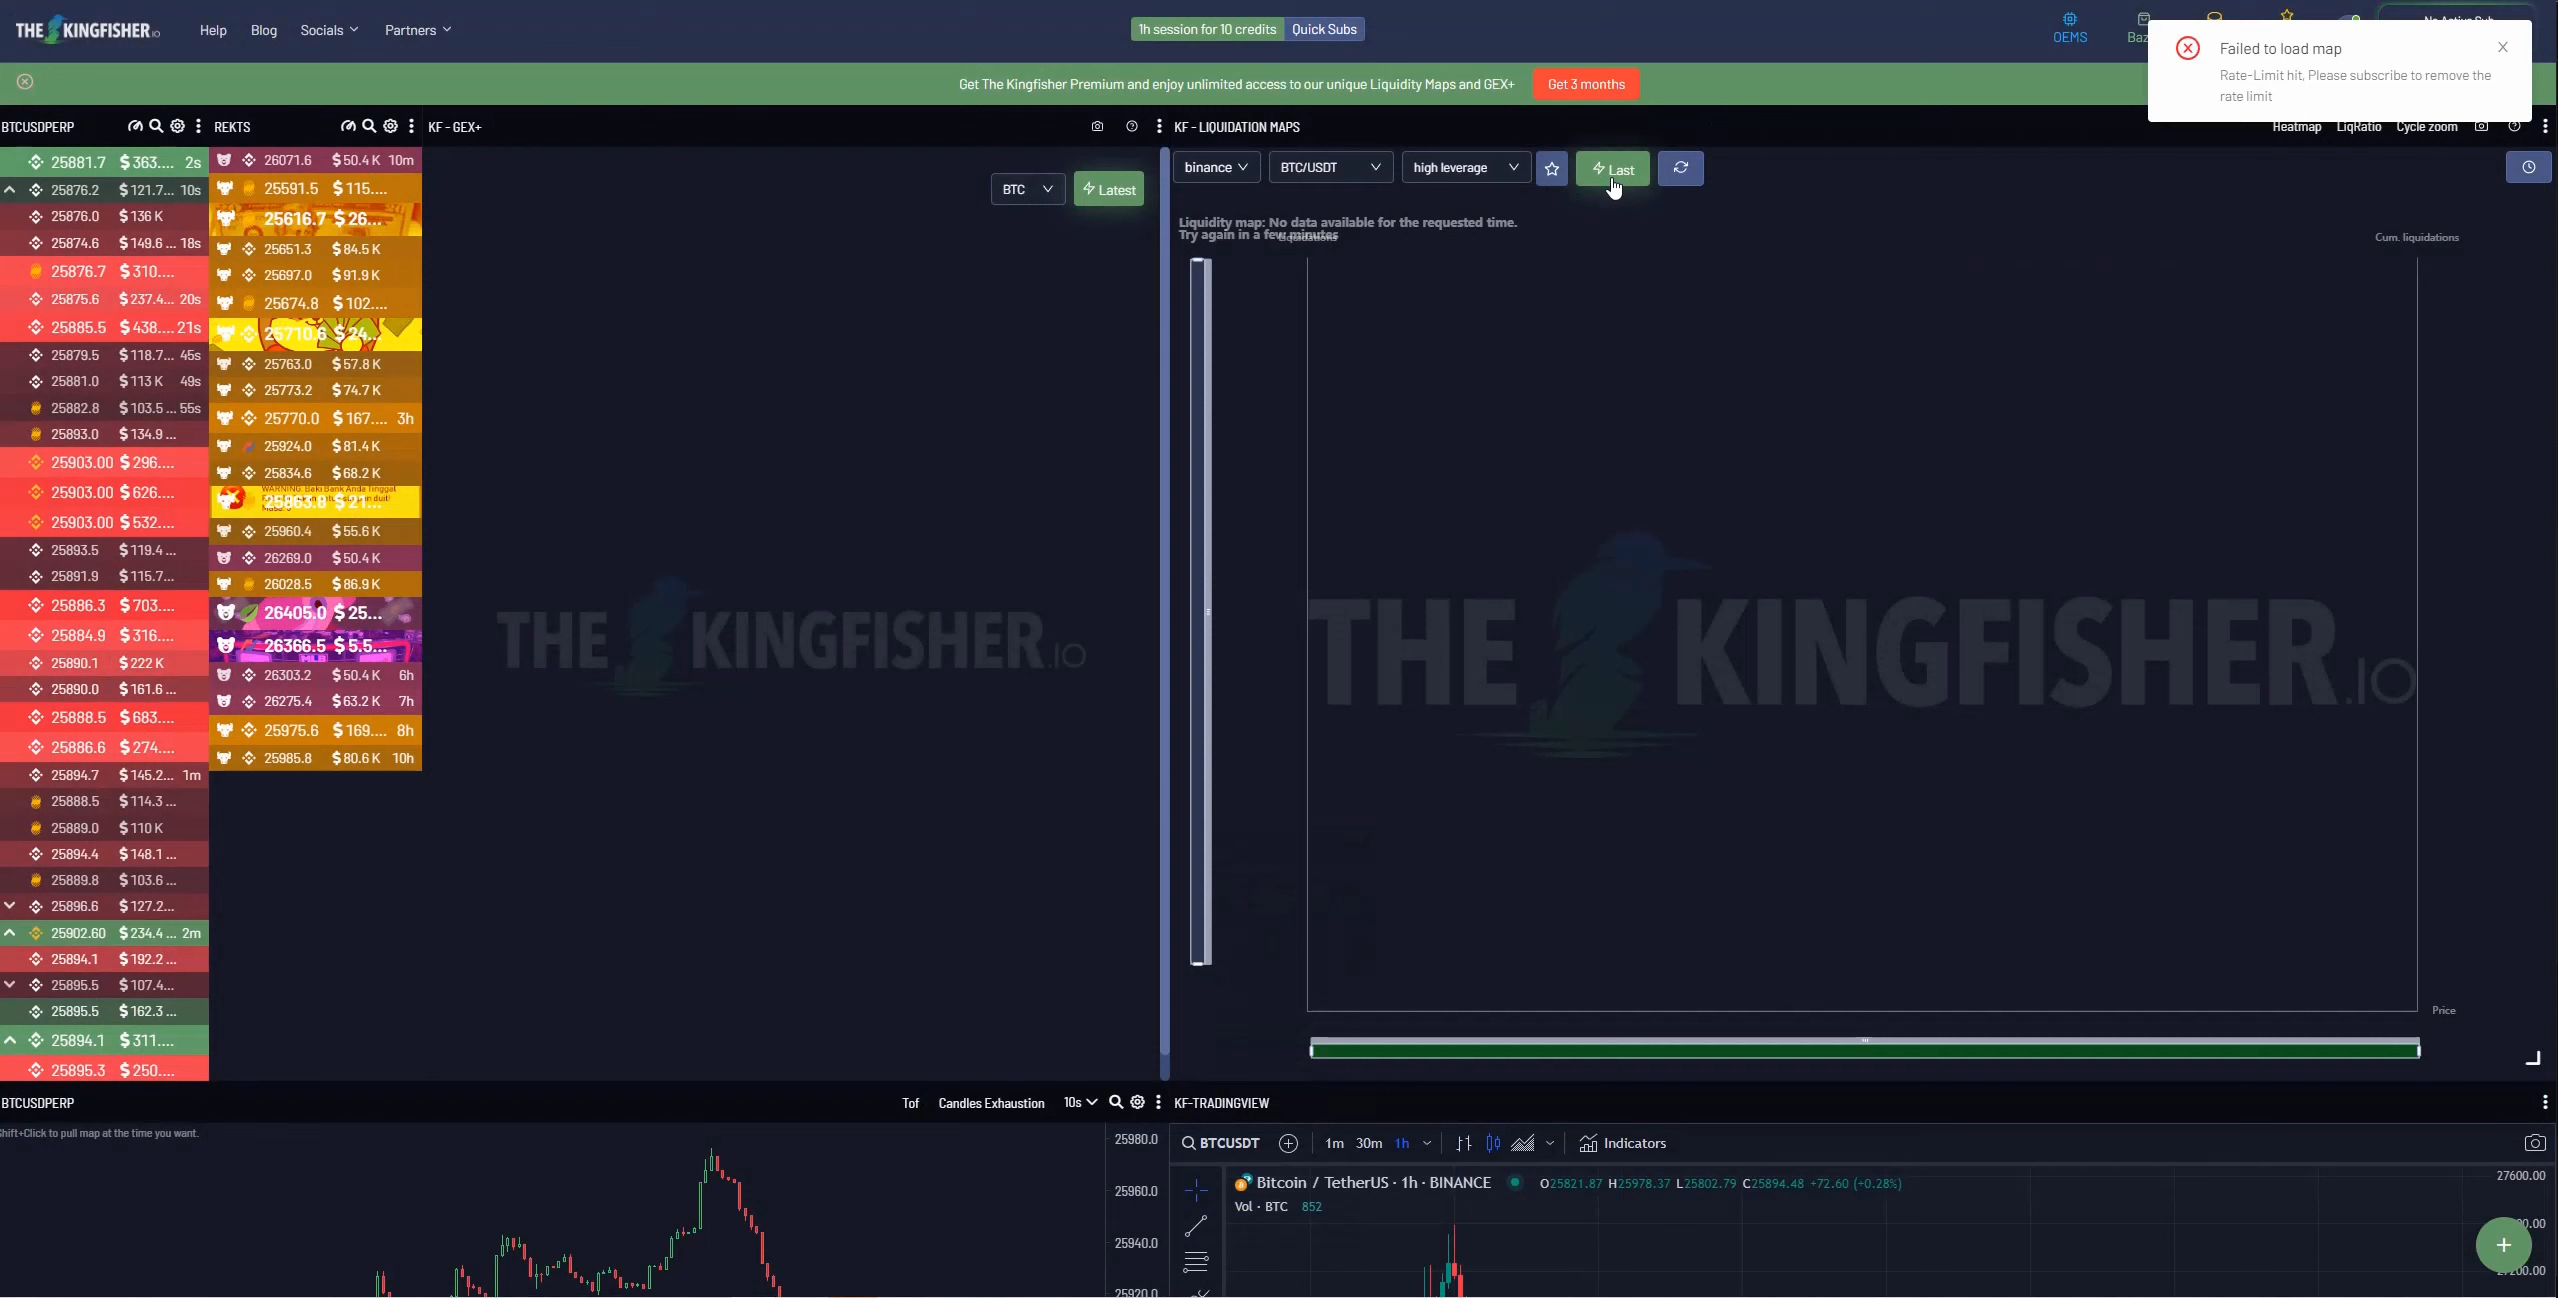 THE KINGFISHER.IO
Help Blog Socials Partners
1h session for 10 credits Quick Subs
OEMS
Failed to load map
Rate-Limit hit, Please subscribe to remove the
rate limit
Get The Kingfisher Premium and enjoy unlimited access to our unique Liquidity Maps and GEX+ Get 3 months
BTCUSDPERP
25881.7 $363.... 2s
25876.2 $121.7... 10s
25876.0 $136 K
25874.6 $149.6 ... 18s
25876.7 $310....
25875.6 $237.4... 20s
25885.5 $438.... 21s
25879.5 $118.7... 45s
25881.0 $113 K 49s
25882.8 $103.5 ... 55s
25893.0 $134.9 ...
25903.00 $296....
25903.00 $626....
25903.00 $532....
25893.5 $119.4 ...
25891.9 $115.7...
25886.3 $703....
25884.9 $316....
25890.1 $222 K
25890.0 $161.6 ...
25888.5 $683....
25886.6 $274....
25894.7 $145.2... 1m
25888.5 $114.3 ...
25889.0 $110 K
25894.4 $148.1 ...
25889.8 $103.6 ...
25896.6 $127.2...
25902.60 $234.4 ... 2m
25894.1 $192.2 ...
25895.5 $107.4...
25895.5 $162.3 ...
25894.1 $311....
25895.3 $250....
REKTS
26071.6 $50.4 K 10m
25591.5 $115....
25616.7 $26...
25651.3 $84.5 K
25697.0 $91.9 K
25674.8 $102....
25710.6 $24...
25763.0 $57.8 K
25773.2 $74.7 K
25770.0 $167.... 3h
25924.0 $81.4 K
25834.6 $68.2 K
WARNING: Baki Bank Anda Tinggal
25863.8 $21...
25960.4 $55.6 K
26269.0 $50.4 K
26028.5 $86.9 K
26405.0 $25...
26366.5 $5.5...
26303.2 $50.4 K 6h
26275.4 $63.2 K 7h
25975.6 $169.... 8h
25985.8 $80.6 K 10h
KF - GEX+
BTC Latest
THE KINGFISHER.IO
KF - LIQUIDATION MAPS Heatmap LiqRatio Cycle zoom
binance BTC/USDT high leverage Last
Liquidity map: No data available for the requested time.
Try again in a few minutes
Liquidations Cum. liquidations
THE KINGFISHER.IO
Price
BTCUSDPERP Tof Candles Exhaustion 10s
Shift+Click to pull map at the time you want.
25980.0
25960.0
25940.0
25920.0
KF-TRADINGVIEW
BTCUSDT 1m 30m 1h Indicators
Bitcoin / TetherUS · 1h · BINANCE O25821.87 H25978.37 L25802.79 C25894.48 +72.60 (+0.28%)
Vol · BTC 852
27600.00